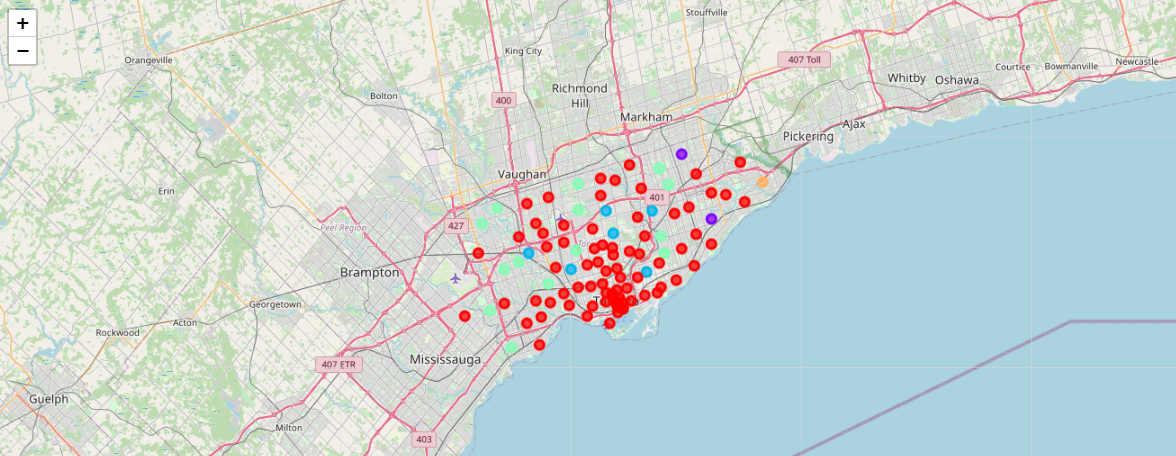 +
−
Stouffville
King City
Orangeville
407 Toll
Whitby
Oshawa
Courtice
Bowmanville
Newcastle
Richmond
Hill
Bolton
400
Markham
Ajax
Pickering
Vaughan
Erin
401
Peel Region
427
Brampton
Georgetown
Acton
Rockwood
Mississauga
407 ETR
Guelph
Milton
403